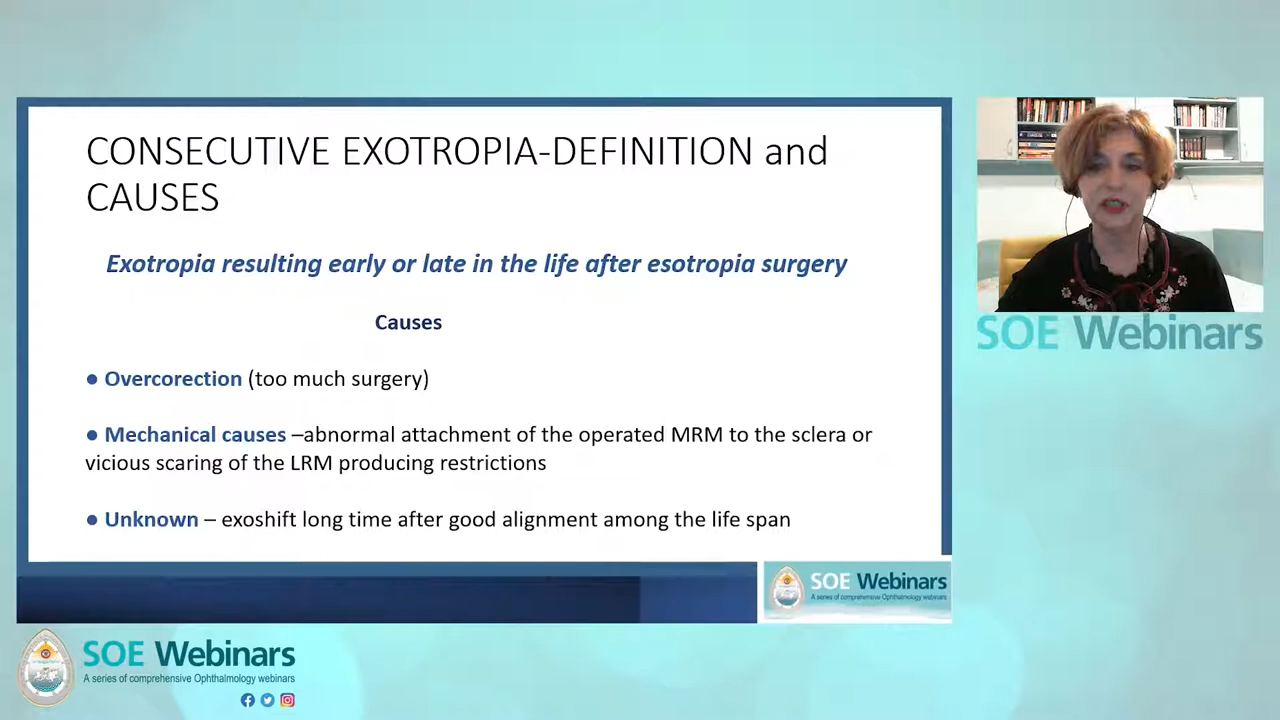 CONSECUTIVE EXOTROPIA-DEFINITION and
CAUSES
Exotropia resulting early or late in the life after esotropia surgery
Causes
● Overcorection (too much surgery)
● Mechanical causes –abnormal attachment of the operated MRM to the sclera or
vicious scaring of the LRM producing restrictions
● Unknown – exoshift long time after good alignment among the life span
SOE Webinars
A series of comprehensive Ophthalmology webinars
SOE Webinars
SOE Webinars
A series of comprehensive Ophthalmology webinars